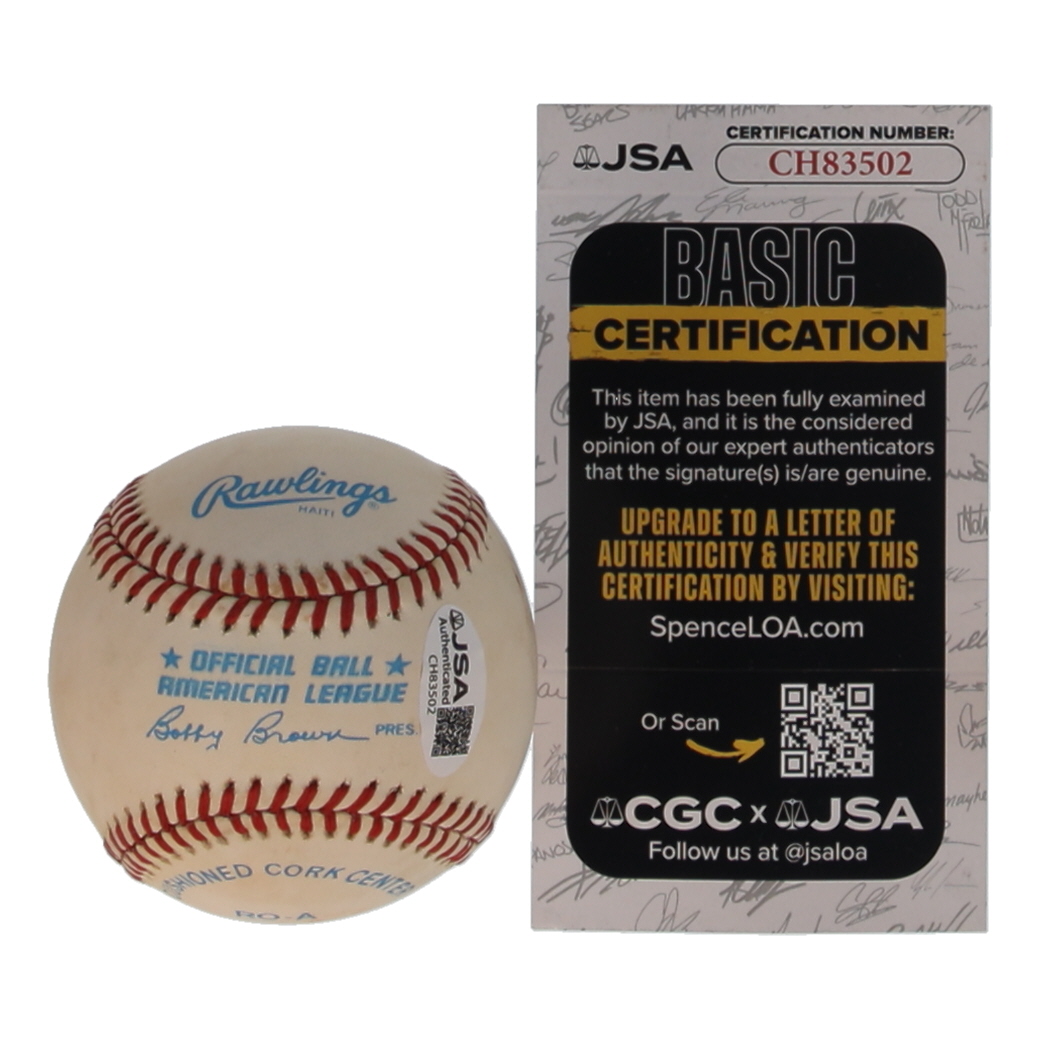 Rawlings®
HAITI
★ OFFICIAL BALL ★
AMERICAN LEAGUE
Bobby Brown PRES.
JSA
Authenticated
CH83502
CORK CENTER
RO-A
CERTIFICATION NUMBER:
JSA
CH83502
BASIC
CERTIFICATION
This item has been fully examined
by JSA, and it is the considered
opinion of our expert authenticators
that the signature(s) is/are genuine.
UPGRADE TO A LETTER OF
AUTHENTICITY & VERIFY THIS
CERTIFICATION BY VISITING:
SpenceLOA.com
Or Scan
CGC x JSA
Follow us at @jsaloa